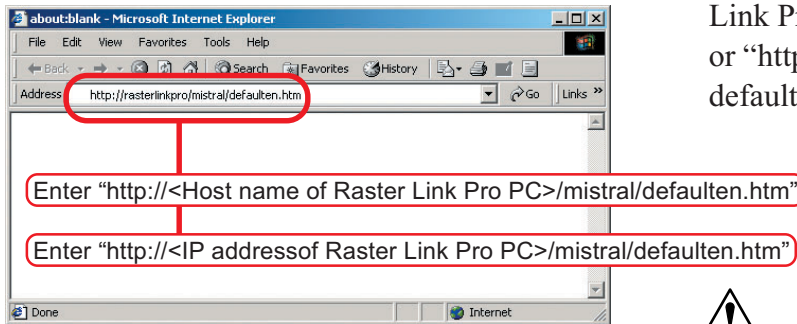 about:blank - Microsoft Internet Explorer
File Edit View Favorites Tools Help
Back Search Favorites History
Address http://rasterlinkpro/mistral/defaulten.htm Go Links »
Enter “http://<Host name of Raster Link Pro PC>/mistral/defaulten.htm”
Enter “http://<IP addressof Raster Link Pro PC>/mistral/defaulten.htm”
Done Internet
Link P
or “http
default